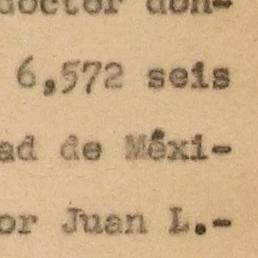 doctor don-
6,572 seis
ad de Méxi-
or Juan L.-